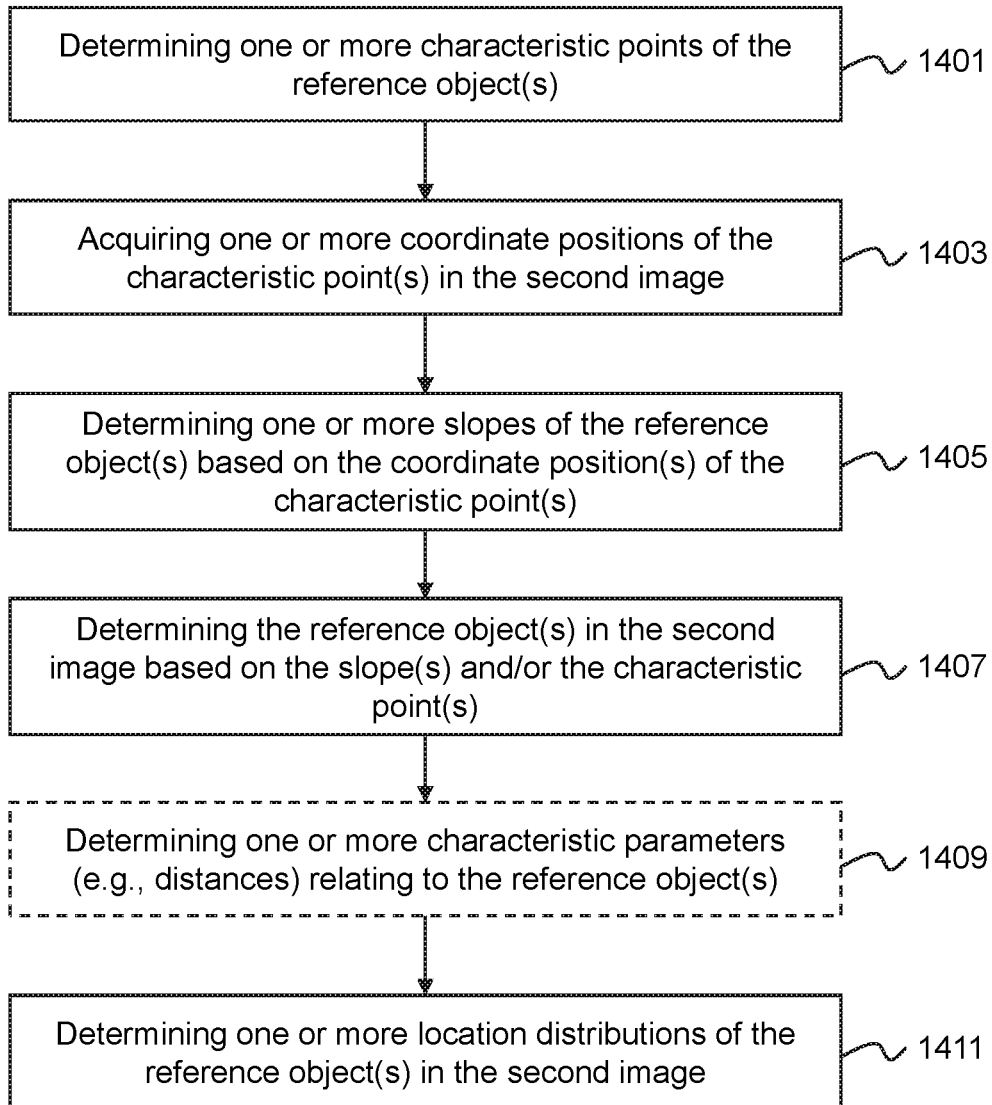 Determining one or more characteristic points of the
reference object(s)
1401
Acquiring one or more coordinate positions of the
characteristic point(s) in the second image
1403
Determining one or more slopes of the reference
object(s) based on the coordinate position(s) of the
characteristic point(s)
1405
Determining the reference object(s) in the second
image based on the slope(s) and/or the characteristic
point(s)
1407
Determining one or more characteristic parameters
(e.g., distances) relating to the reference object(s)
1409
Determining one or more location distributions of the
reference object(s) in the second image
1411